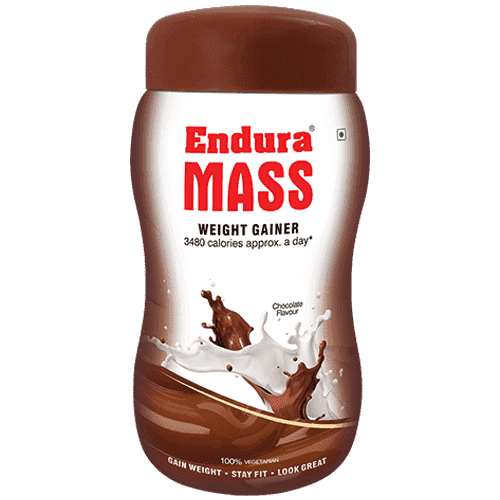 Endura®
MASS
WEIGHT GAINER
3480 calories approx. a day*
Chocolate
Flavour
100% VEGETARIAN
GAIN WEIGHT • STAY FIT • LOOK GREAT